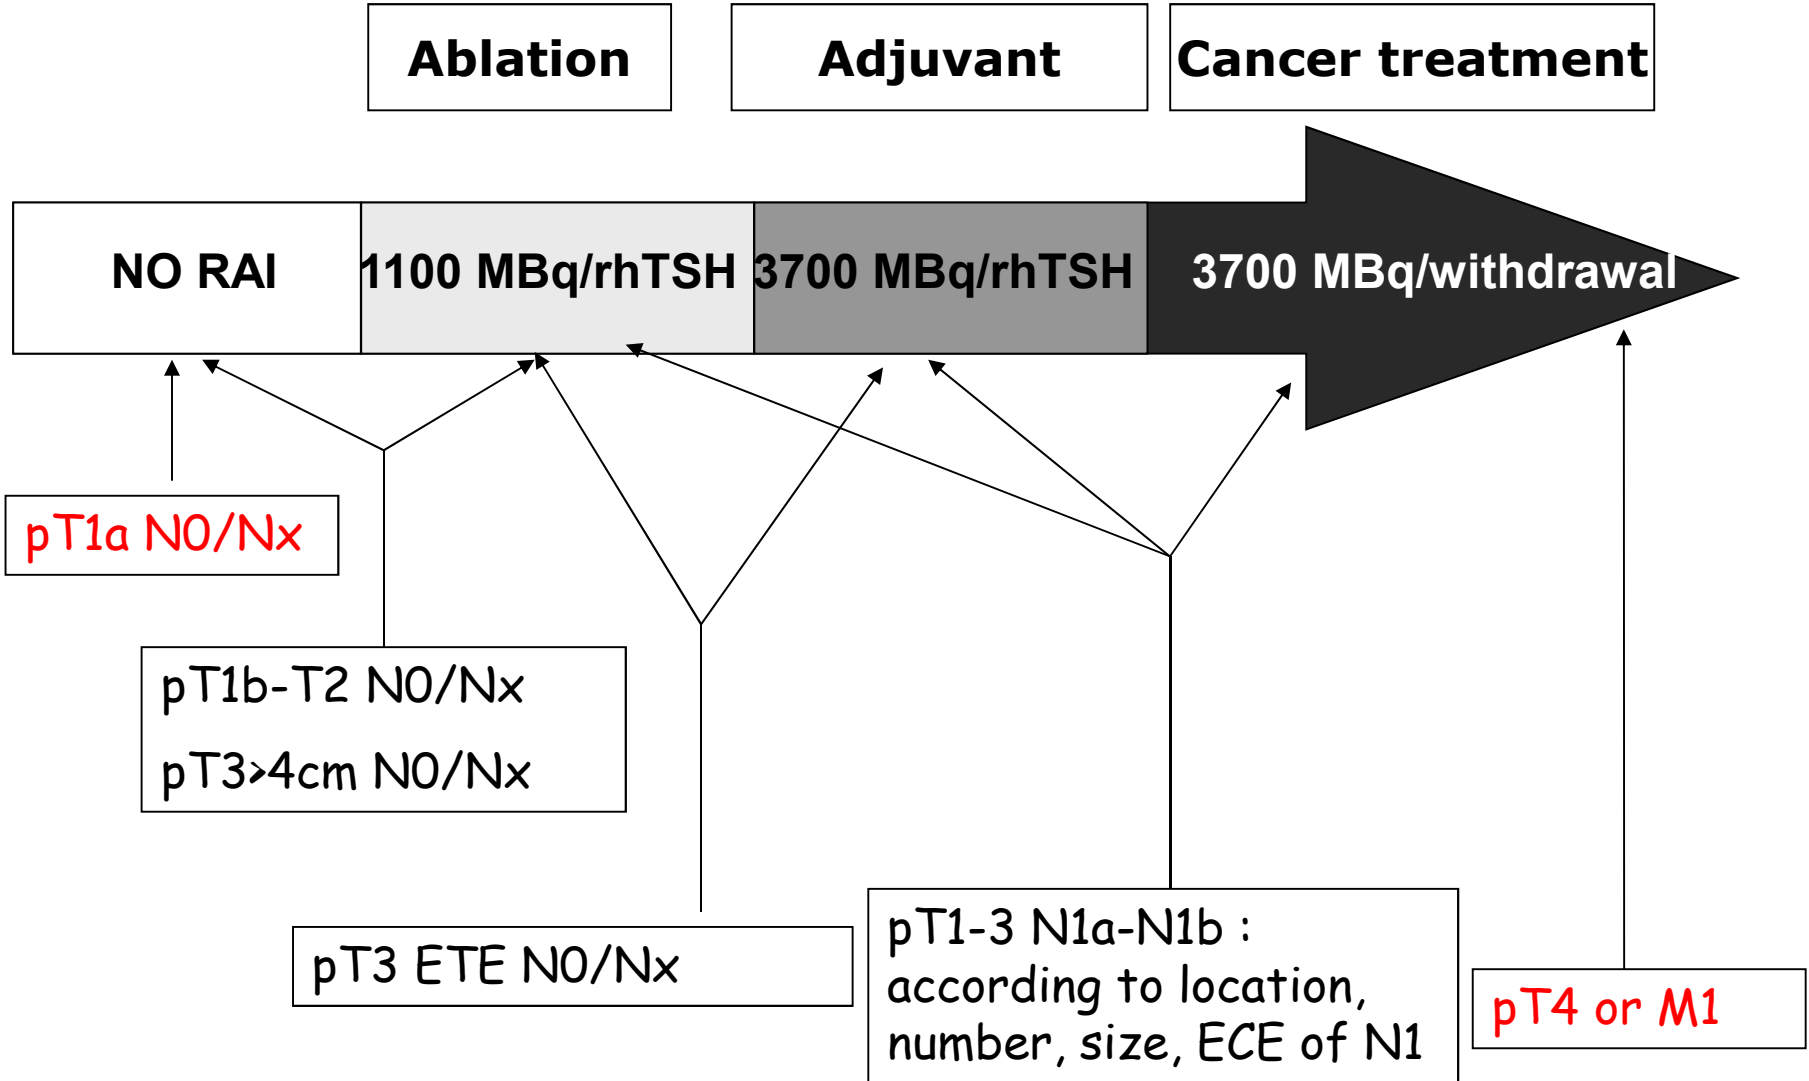 Ablation
Adjuvant
Cancer treatment
NO RAI
1100 MBq/rhTSH
3700 MBq/rhTSH
3700 MBq/withdrawal
pT1a N0/Nx
pT1b-T2 N0/Nx
pT3>4cm N0/Nx
pT3 ETE N0/Nx
pT1-3 N1a-N1b :
according to location,
number, size, ECE of N1
pT4 or M1